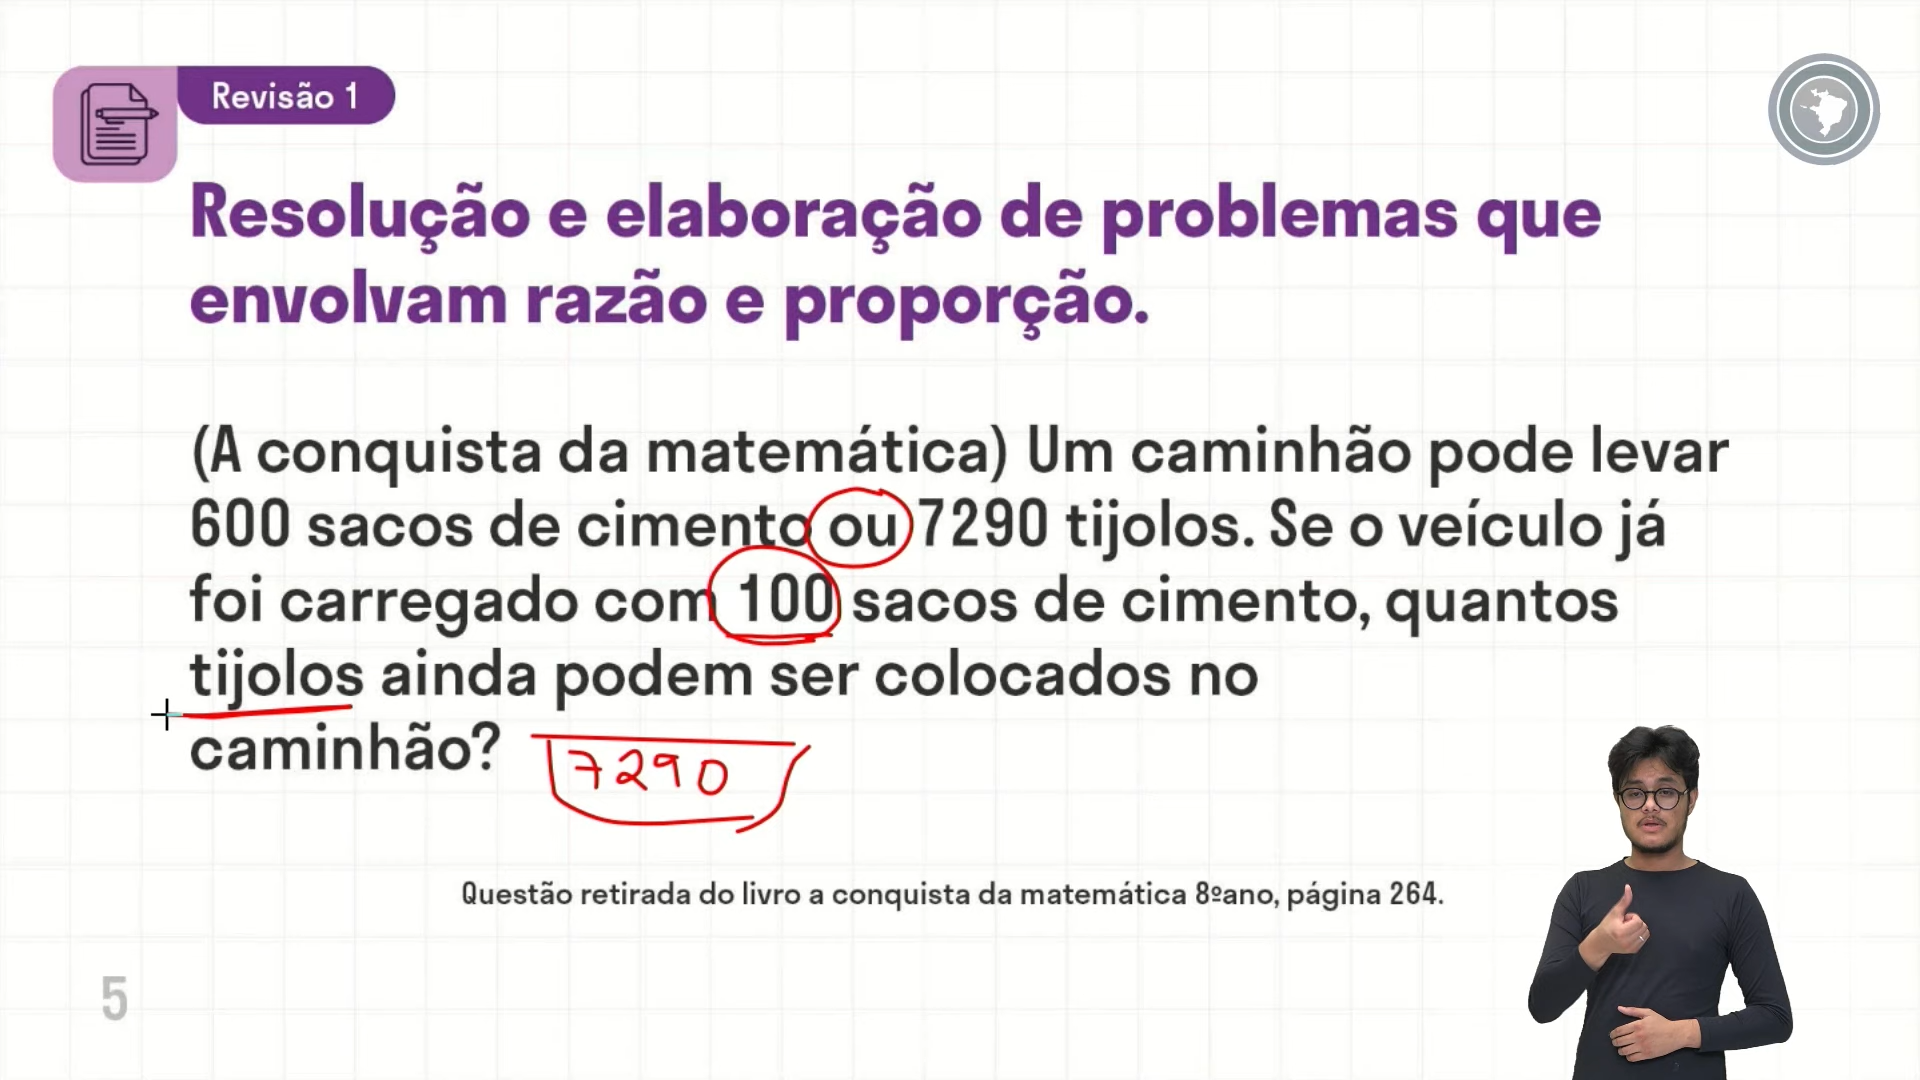 Revisão 1
Resolução e elaboração de problemas que
envolvam razão e proporção.
(A conquista da matemática) Um caminhão pode levar
600 sacos de cimento ou 7290 tijolos. Se o veículo já
foi carregado com 100 sacos de cimento, quantos
tijolos ainda podem ser colocados no
caminhão?
7290
Questão retirada do livro a conquista da matemática 8ºano, página 264.
5